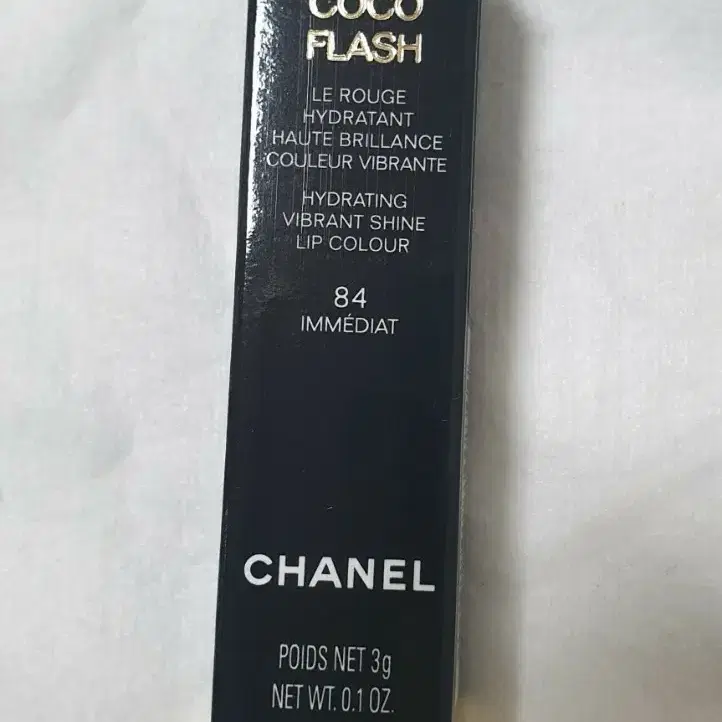 COCO
FLASH
LE ROUGE
HYDRATANT
HAUTE BRILLANCE
COULEUR VIBRANTE
HYDRATING
VIBRANT SHINE
LIP COLOUR
84
IMMÉDIAT
CHANEL
POIDS NET 3g
NET WT. 0.1 OZ.